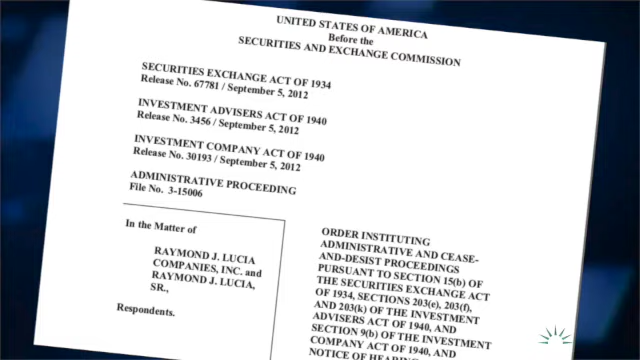 UNITED STATES OF AMERICA
Before the
SECURITIES AND EXCHANGE COMMISSION
SECURITIES EXCHANGE ACT OF 1934
Release No. 67781 / September 5, 2012
INVESTMENT ADVISERS ACT OF 1940
Release No. 3456 / September 5, 2012
INVESTMENT COMPANY ACT OF 1940
Release No. 30193 / September 5, 2012
ADMINISTRATIVE PROCEEDING
File No. 3-15006
In the Matter of
RAYMOND J. LUCIA
COMPANIES, INC. and
RAYMOND J. LUCIA,
SR.,
Respondents.
ORDER INSTITUTING
ADMINISTRATIVE AND CEASE-
AND-DESIST PROCEEDINGS
PURSUANT TO SECTION 15(b) OF
THE SECURITIES EXCHANGE ACT
OF 1934, SECTIONS 203(e), 203(f),
AND 203(k) OF THE INVESTMENT
ADVISERS ACT OF 1940, AND
SECTION 9(b) OF THE INVESTMENT
COMPANY ACT OF 1940, AND
NOTICE OF HEARING